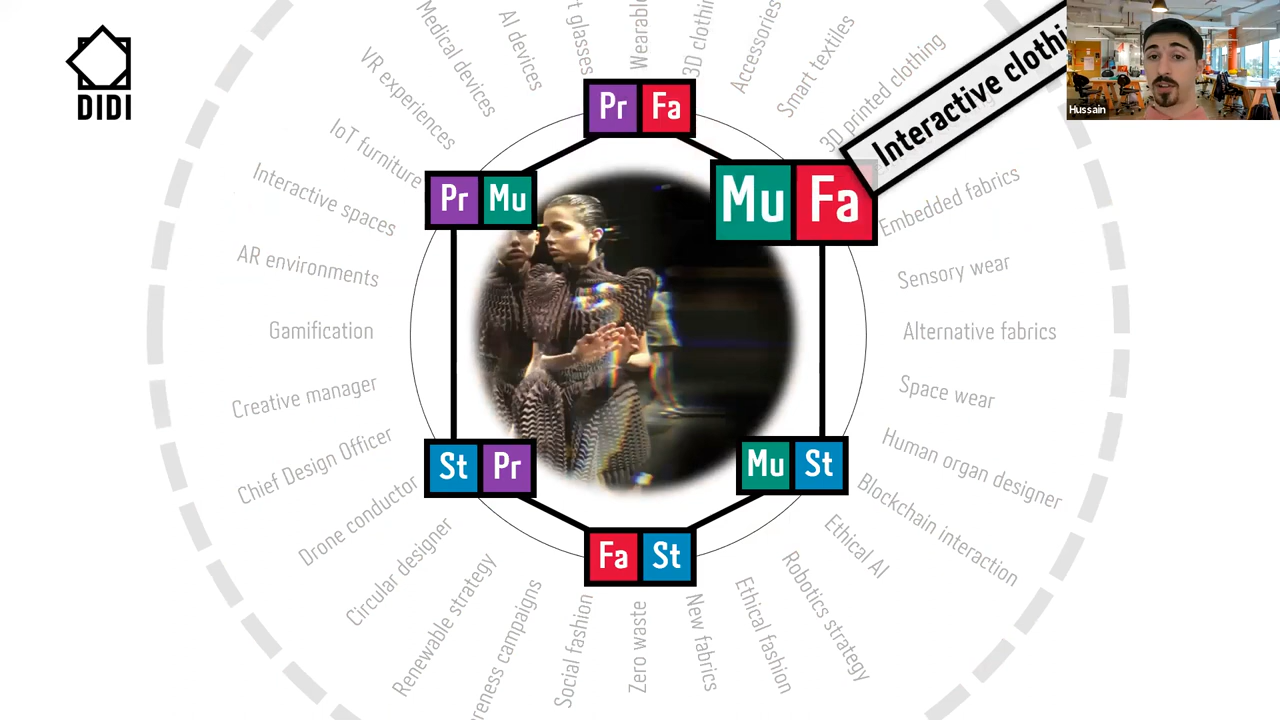 DIDI
Hussain
Medical devices
AI devices
rt glasses
Wearable
3D clothi
Accessories
Smart textiles
3D printed clothing
Interactive clothi
VR experiences
IoT furniture
Interactive spaces
AR environments
Gamification
Creative manager
Chief Design Officer
Drone conductor
Circular designer
Renewable strategy
reness campaigns
Social fashion
Zero waste
New fabrics
Ethical fashion
Robotics strategy
Ethical AI
Blockchain interaction
Human organ designer
Space wear
Alternative fabrics
Sensory wear
Embedded fabrics
Pr Fa
Pr Mu
Mu Fa
St Pr
Mu St
Fa St